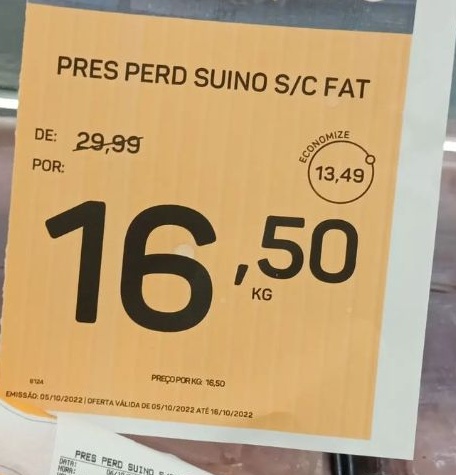 PRES PERD SUINO S/C FAT
DE: 29,99
ECONOMIZE
13,49
POR:
16,50
KG
PREÇO POR KG: 16,50
6124
EMISSÃO: 05/10/2022 | OFERTA VÁLIDA DE 05/10/2022 ATÉ 16/10/2022
PRES PERD SUINO
DATA:
HORA: